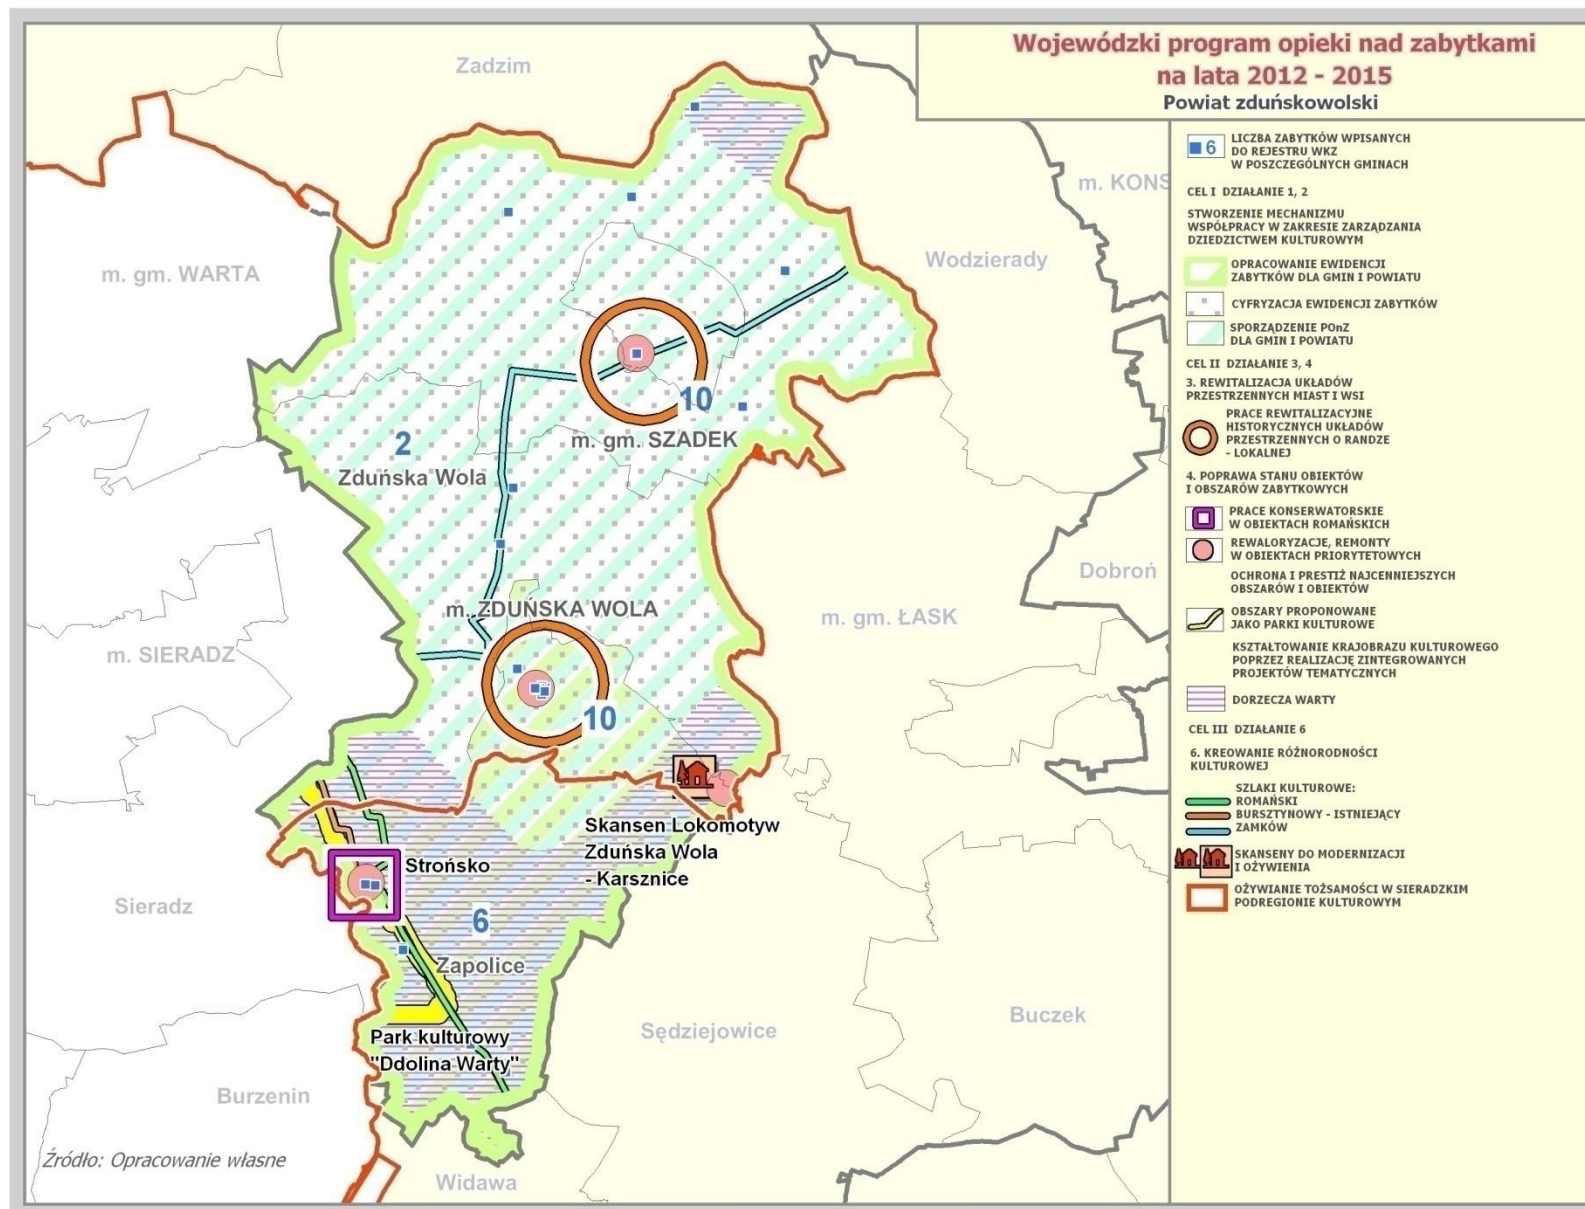 Wojewódzki program opieki nad zabytkami
na lata 2012 - 2015
Powiat zduńskowolski
Zadzim
m. KONS
m. gm. WARTA
Wodzierady
10
m. gm. SZADEK
2
Zduńska Wola
Dobroń
m. ZDUŃSKA WOLA
m. gm. ŁASK
m. SIERADZ
10
Skansen Lokomotyw
Zduńska Wola
- Karsznice
Strońsko
Sieradz
6
Zapolice
Park kulturowy
"Ddolina Warty"
Sędziejowice
Buczek
Burzenin
Widawa
Źródło: Opracowanie własne
6
LICZBA ZABYTKÓW WPISANYCH
DO REJESTRU WKZ
W POSZCZEGÓLNYCH GMINACH
CEL I DZIAŁANIE 1, 2
STWORZENIE MECHANIZMU
WSPÓŁPRACY W ZAKRESIE ZARZĄDZANIA
DZIEDZICTWEM KULTUROWYM
OPRACOWANIE EWIDENCJI
ZABYTKÓW DLA GMIN I POWIATU
CYFRYZACJA EWIDENCJI ZABYTKÓW
SPORZĄDZENIE POnZ
DLA GMIN I POWIATU
CEL II DZIAŁANIE 3, 4
3. REWITALIZACJA UKŁADÓW
PRZESTRZENNYCH MIAST I WSI
PRACE REWITALIZACYJNE
HISTORYCZNYCH UKŁADÓW
PRZESTRZENNYCH O RANDZE
- LOKALNEJ
4. POPRAWA STANU OBIEKTÓW
I OBSZARÓW ZABYTKOWYCH
PRACE KONSERWATORSKIE
W OBIEKTACH ROMAŃSKICH
REWALORYZACJE, REMONTY
W OBIEKTACH PRIORYTETOWYCH
OCHRONA I PRESTIŻ NAJCENNIEJSZYCH
OBSZARÓW I OBIEKTÓW
OBSZARY PROPONOWANE
JAKO PARKI KULTUROWE
KSZTAŁTOWANIE KRAJOBRAZU KULTUROWEGO
POPRZEZ REALIZACJĘ ZINTEGROWANYCH
PROJEKTÓW TEMATYCZNYCH
DORZECZA WARTY
CEL III DZIAŁANIE 6
6. KREOWANIE RÓŻNORODNOŚCI
KULTUROWEJ
SZLAKI KULTUROWE:
ROMAŃSKI
BURSZTYNOWY - ISTNIEJĄCY
ZAMKÓW
SKANSENY DO MODERNIZACJI
I OŻYWIENIA
OŻYWIANIE TOŻSAMOŚCI W SIERADZKIM
PODREGIONIE KULTUROWYM